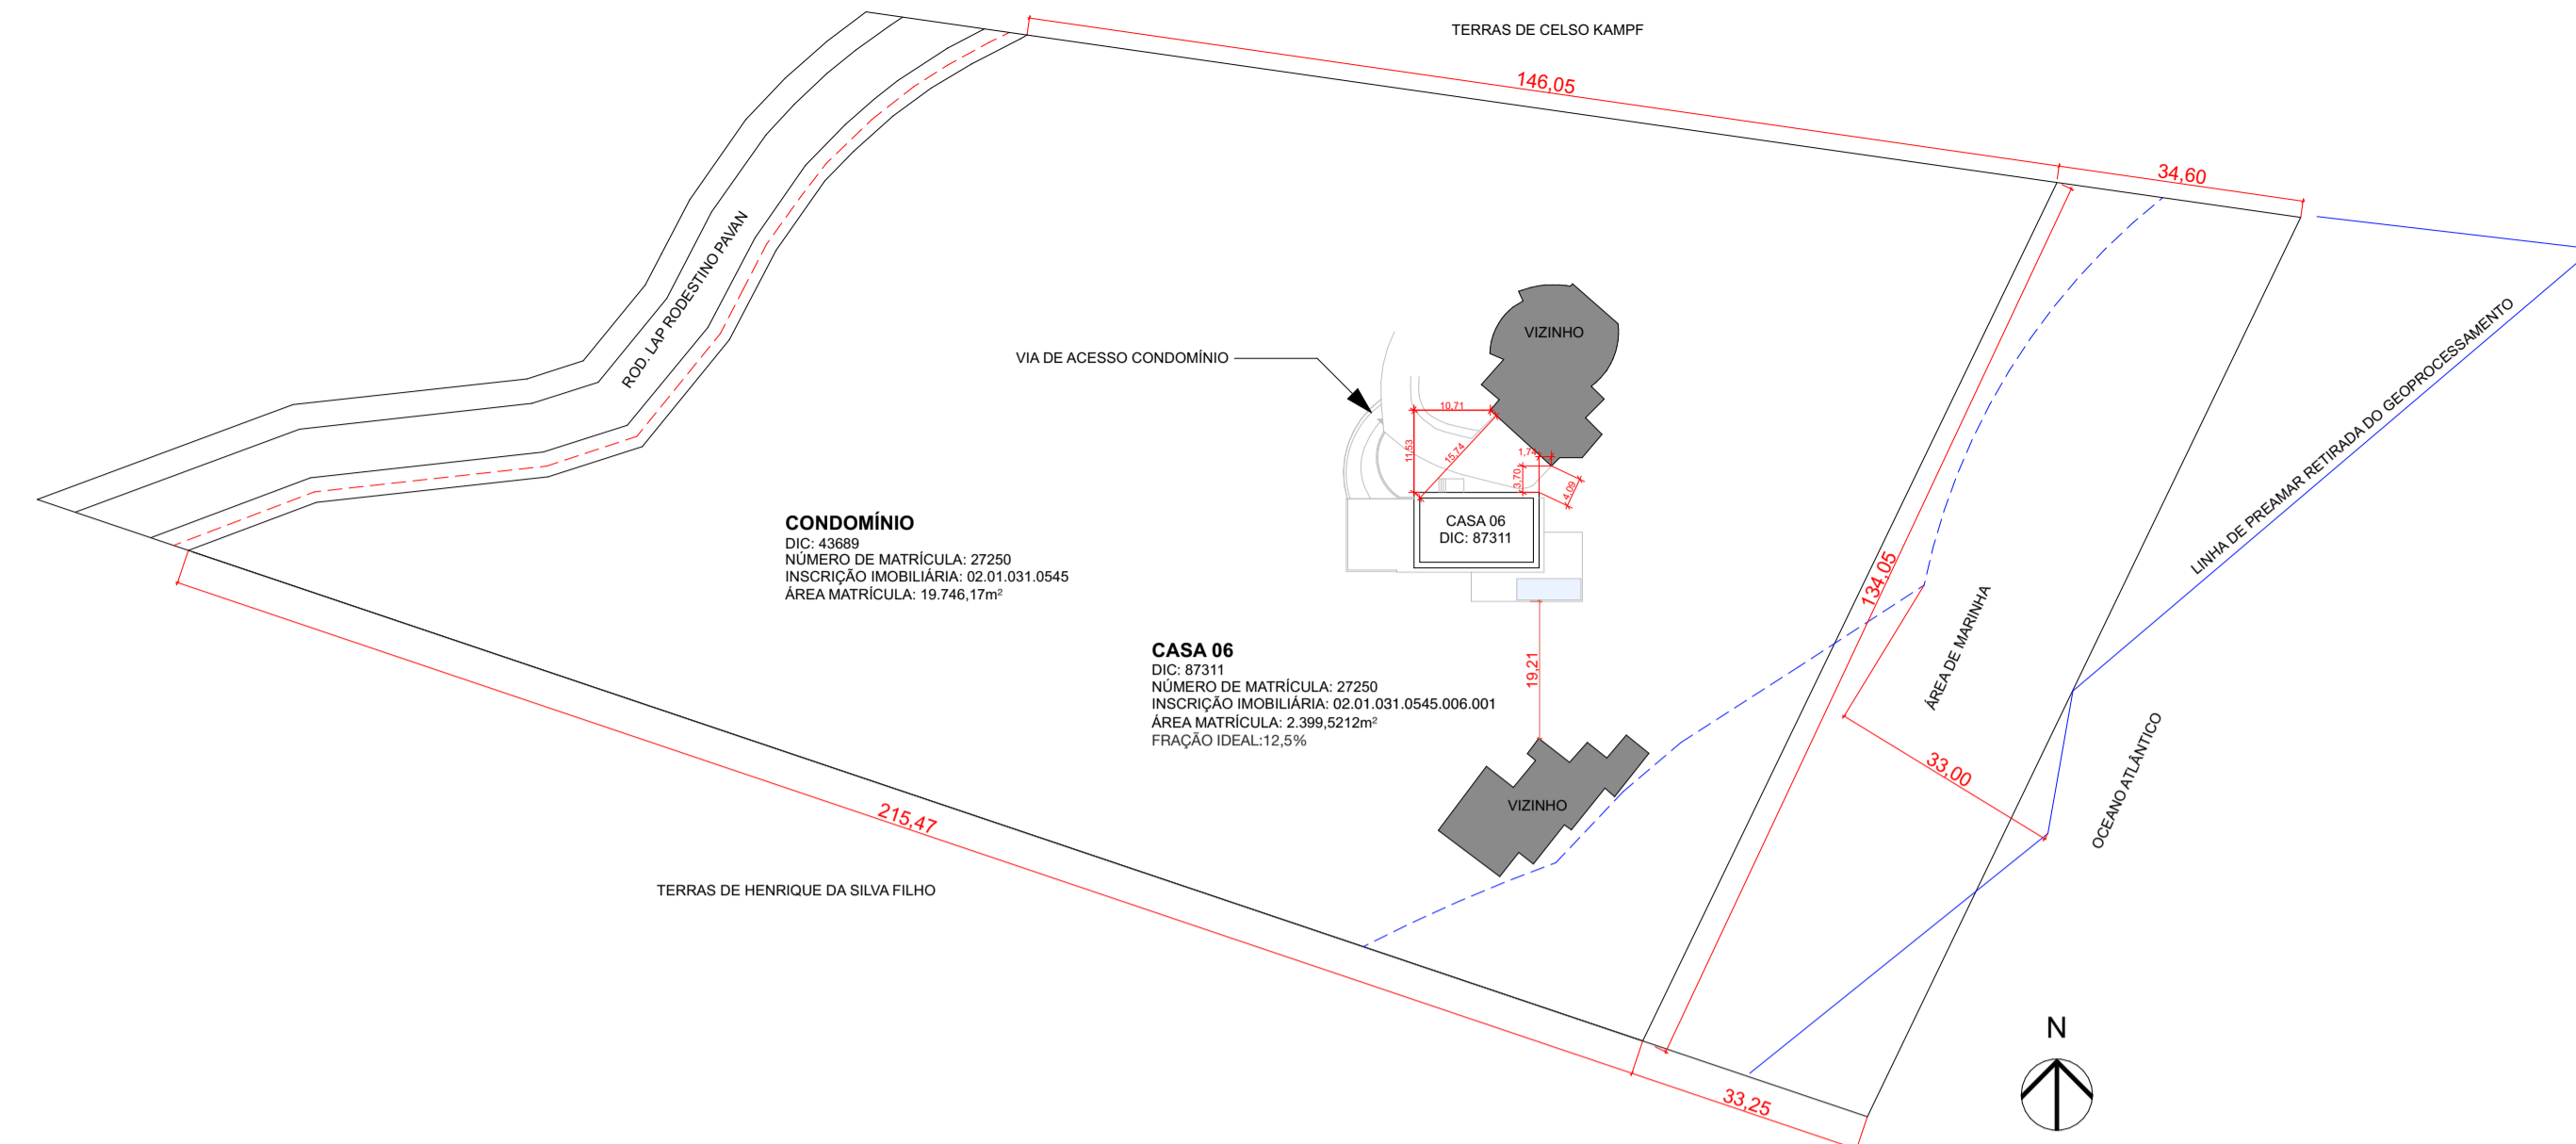 TERRAS DE CELSO KAMPF
146,05
34,60
ROD. LAP RODESTINO PAVAN
VIZINHO
VIA DE ACESSO CONDOMÍNIO
LINHA DE PREAMAR RETIRADA DO GEOPROCESSAMENTO
10,71
11,53
15,74
1,74
3,70
4,09
CONDOMÍNIO
DIC: 43689
NÚMERO DE MATRÍCULA: 27250
INSCRIÇÃO IMOBILIÁRIA: 02.01.031.0545
ÁREA MATRÍCULA: 19.746,17m²
CASA 06
DIC: 87311
134,05
ÁREA DE MARINHA
CASA 06
DIC: 87311
NÚMERO DE MATRÍCULA: 27250
INSCRIÇÃO IMOBILIÁRIA: 02.01.031.0545.006.001
ÁREA MATRÍCULA: 2.399,5212m²
FRAÇÃO IDEAL:12,5%
19,21
33,00
OCEANO ATLÂNTICO
VIZINHO
215,47
TERRAS DE HENRIQUE DA SILVA FILHO
N
33,25